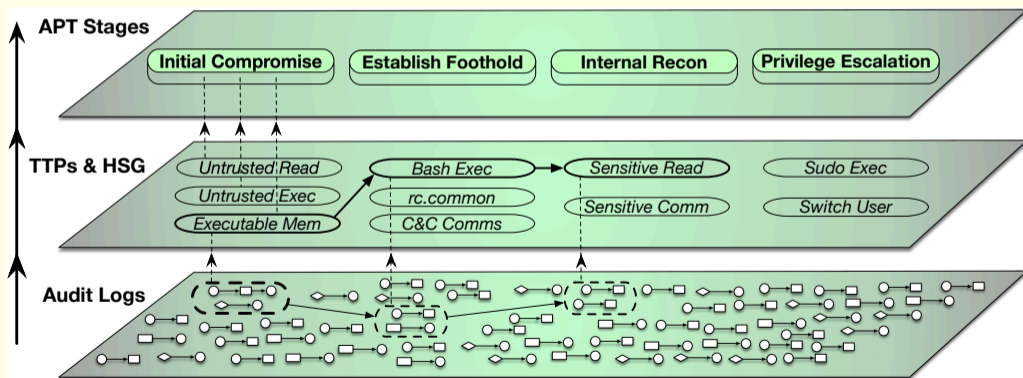 APT Stages
Initial Compromise
Establish Foothold
Internal Recon
Privilege Escalation
TTPs & HSG
Untrusted Read
Bash Exec
Sensitive Read
Sudo Exec
Untrusted Exec
rc.common
Sensitive Comm
Switch User
Executable Mem
C&C Comms
Audit Logs